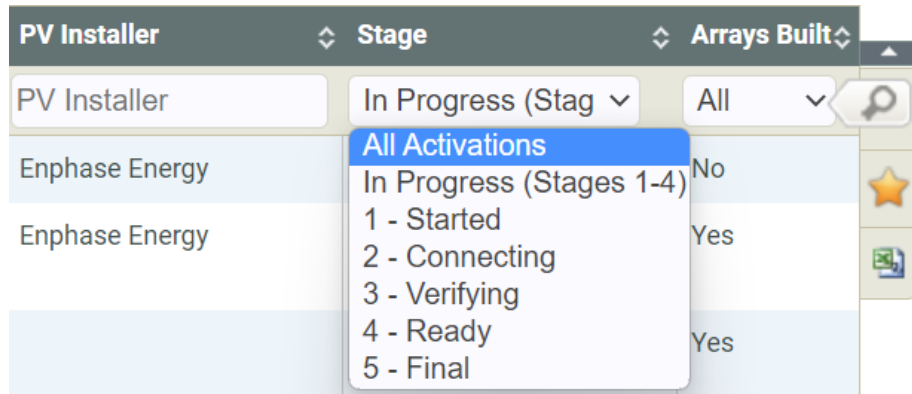 PV Installer Stage Arrays Built
PV Installer In Progress (Stag All
All Activations
Enphase Energy No
In Progress (Stages 1-4)
1 - Started
Enphase Energy Yes
2 - Connecting
3 - Verifying
4 - Ready
Yes
5 - Final